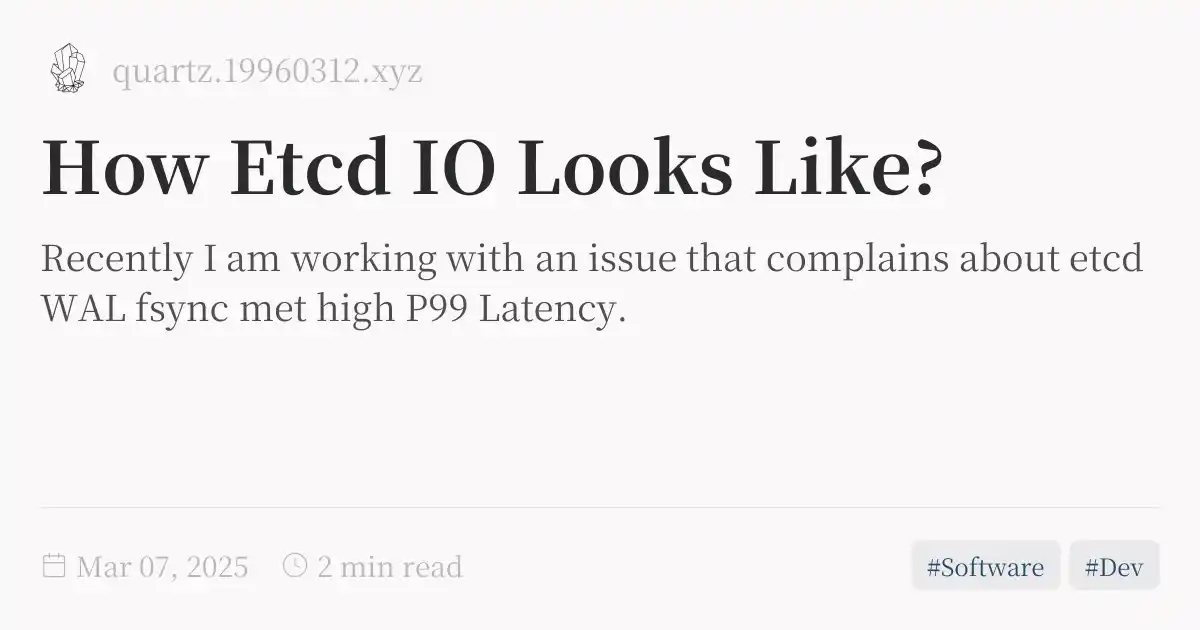 quartz.19960312.xyz
How Etcd IO Looks Like?
Recently I am working with an issue that complains about etcd
WAL fsync met high P99 Latency.
Mar 07, 2025 2 min read #Software #Dev